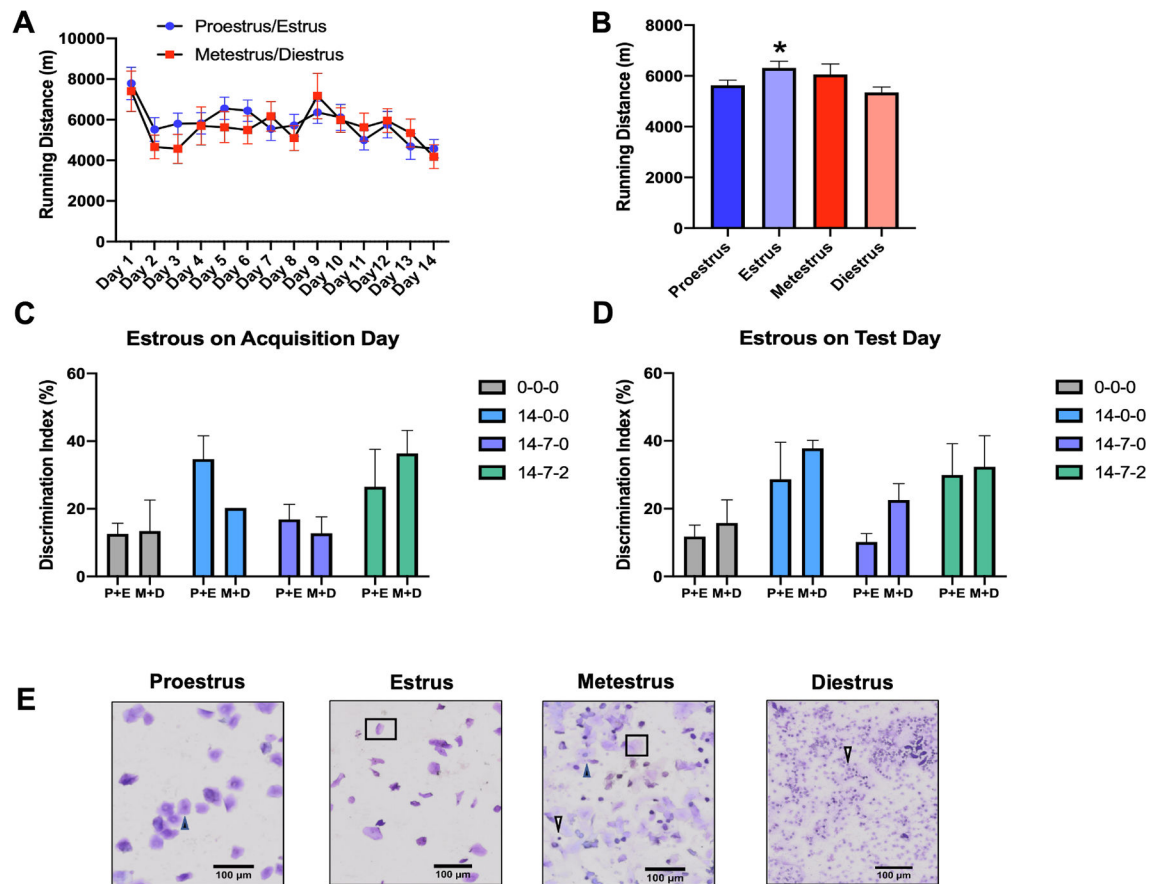 A
Proestrus/Estrus
Metestrus/Diestrus
Running Distance (m)
10000
8000
6000
4000
2000
0
Day 1
Day 2
Day 3
Day 4
Day 5
Day 6
Day 7
Day 8
Day 9
Day 10
Day 11
Day12
Day 13
Day 14
B
Running Distance (m)
8000
6000
4000
2000
0
*
Proestrus
Estrus
Metestrus
Diestrus
C
Estrous on Acquisition Day
Discrimination Index (%)
60
40
20
0
P+E M+D P+E M+D P+E M+D P+E M+D
0-0-0
14-0-0
14-7-0
14-7-2
D
Estrous on Test Day
Discrimination Index (%)
60
40
20
0
P+E M+D P+E M+D P+E M+D P+E M+D
0-0-0
14-0-0
14-7-0
14-7-2
E
Proestrus
Estrus
Metestrus
Diestrus
100 µm
100 µm
100 µm
100 µm